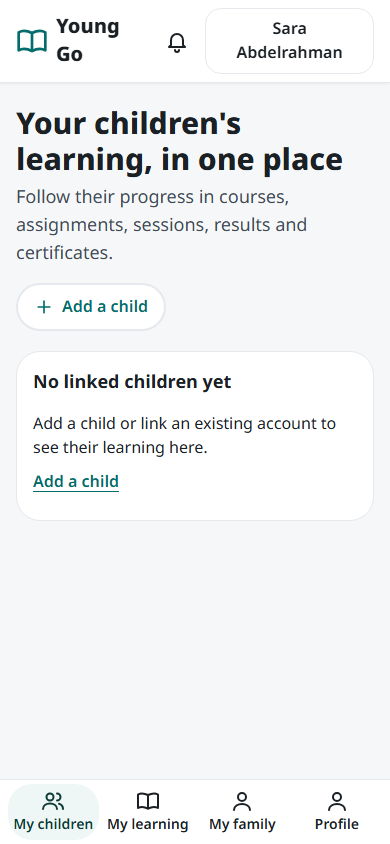 Young
Go
Sara
Abdelrahman
Your children's
learning, in one place
Follow their progress in courses,
assignments, sessions, results and
certificates.
+ Add a child
No linked children yet
Add a child or link an existing account to
see their learning here.
Add a child
My children
My learning
My family
Profile